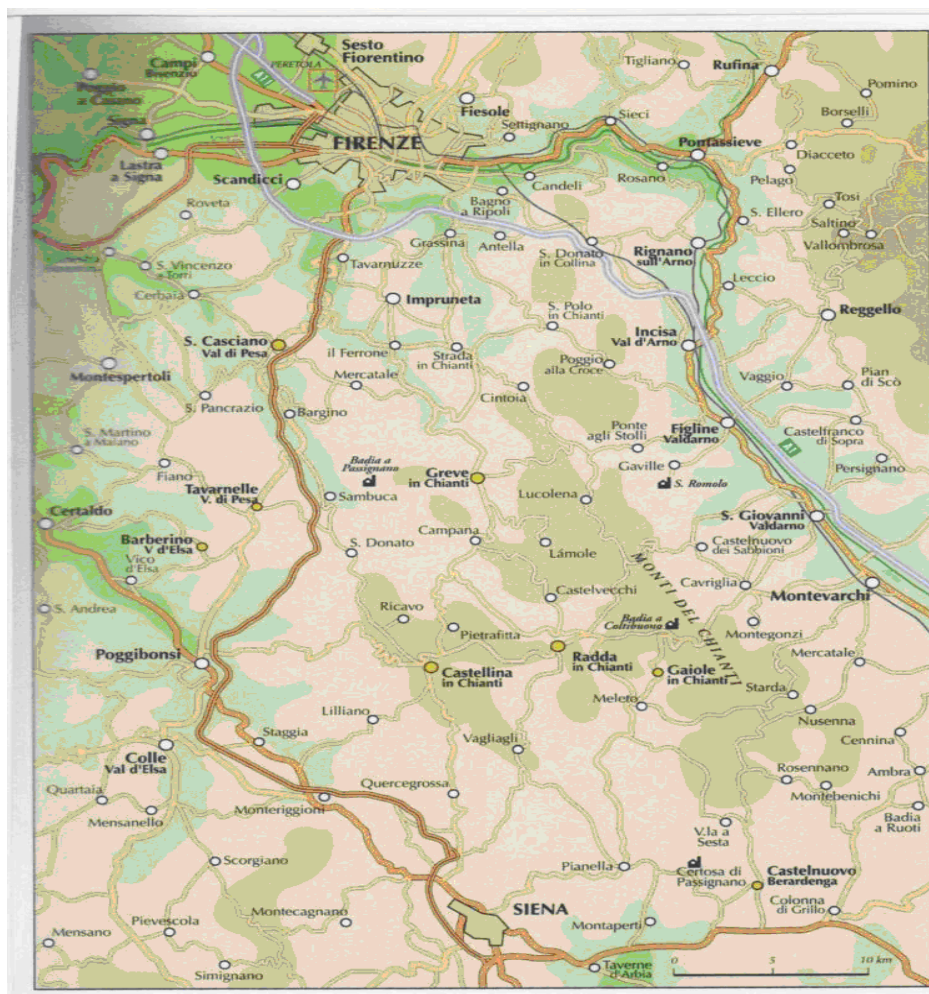 Sesto
Fiorentino
PERETOLA
A11
Campi
Bisenzio
Poggio
a Caiano
Signa
Lastra
a Signa
FIRENZE
Fiesole
Settignano
Tigliano
Rufina
Pomino
Borselli
Sieci
Pontassieve
Diacceto
Pelago
Rosano
Candeli
Scandicci
Bagno
a Ripoli
Roveta
Grassina
Antella
S. Donato
in Collina
Rignano
sull'Arno
S. Ellero
Tosi
Saltino
Vallombrosa
S. Vincenzo
a Torri
Cerbaia
Tavarnuzze
Impruneta
S. Polo
in Chianti
Leccio
Reggello
Incisa
Val d'Arno
S. Casciano
Val di Pesa
il Ferrone
Strada
in Chianti
Poggio
alla Croce
Montespertoli
Mercatale
Cintoia
Vaggio
Pian
di Scò
S. Pancrazio
Bargino
Ponte
agli Stolli
Figline
Valdarno
Castelfranco
di Sopra
A1
S. Martino
a Maiano
Fiano
Badia a
Passignano
Greve
in Chianti
Gaville
S. Romolo
Persignano
Tavarnelle
V. di Pesa
Sambuca
Lucolena
S. Giovanni
Valdarno
Certaldo
Barberino
V d'Elsa
S. Donato
Campana
Lámole
Castelnuovo
dei Sabbioni
Vico
d'Elsa
S. Andrea
Castelvecchi
MONTI DEL CHIANTI
Cavriglia
Montevarchi
Ricavo
Pietrafitta
Badia a
Coltibuona
Montegonzi
Poggibonsi
Castellina
in Chianti
Radda
in Chianti
Gaiole
in Chianti
Mercatale
Lilliano
Meleto
Starda
Nusenna
Colle
Val d'Elsa
Staggia
Vagliagli
Cennina
Quartaia
Mensanello
Monteriggioni
Quercegrossa
Rosennano
Montebenichi
Ambra
Badia
a Ruoti
V.la a
Sesta
Scorgiano
Pianella
Certosa di
Passignano
Castelnuovo
Berardenga
Colonna
di Grillo
Mensano
Pievescola
Montecagnano
SIENA
Montaperti
Simignano
Taverne
d'Arbia
0 5 10 km